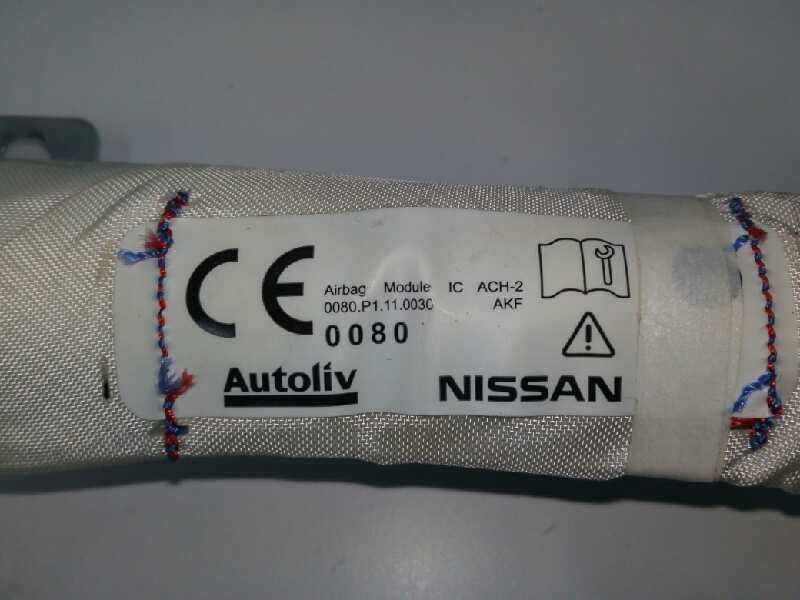 CE
Airbag Module IC ACH-2
0080.P1.11.0030 AKF
0080
Autoliv NISSAN